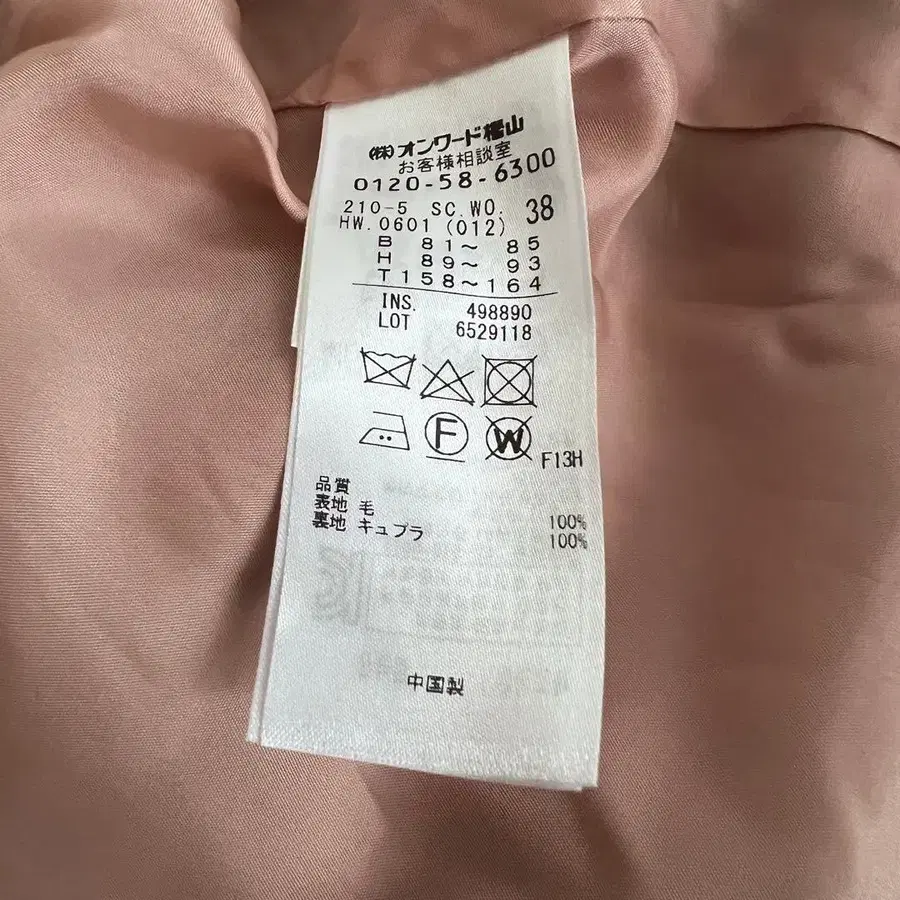 (株)オンワード樫山
お客様相談室
0120-58-6300
210-5 SC.WO. 38
HW.0601 (012)
B 81〜 85
H 89〜 93
T 158〜164
INS. 498890
LOT 6529118
F W F13H
品質
表地 毛 100%
裏地 キュプラ 100%
中国製